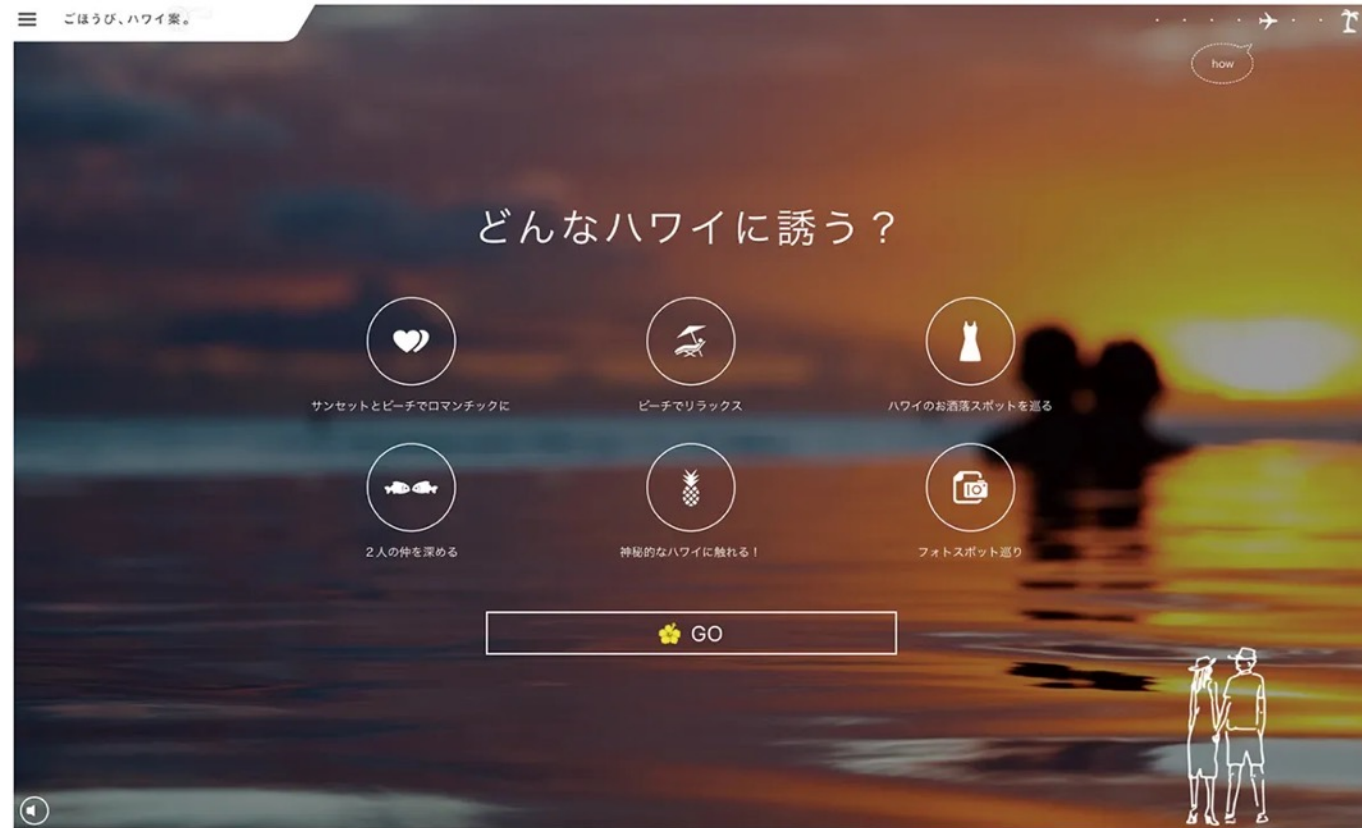 ごほうび、ハワイ案。
how
どんなハワイに誘う？
サンセットとビーチでロマンチックに
ビーチでリラックス
ハワイのお洒落スポットを巡る
2人の仲を深める
神秘的なハワイに触れる！
フォトスポット巡り
GO